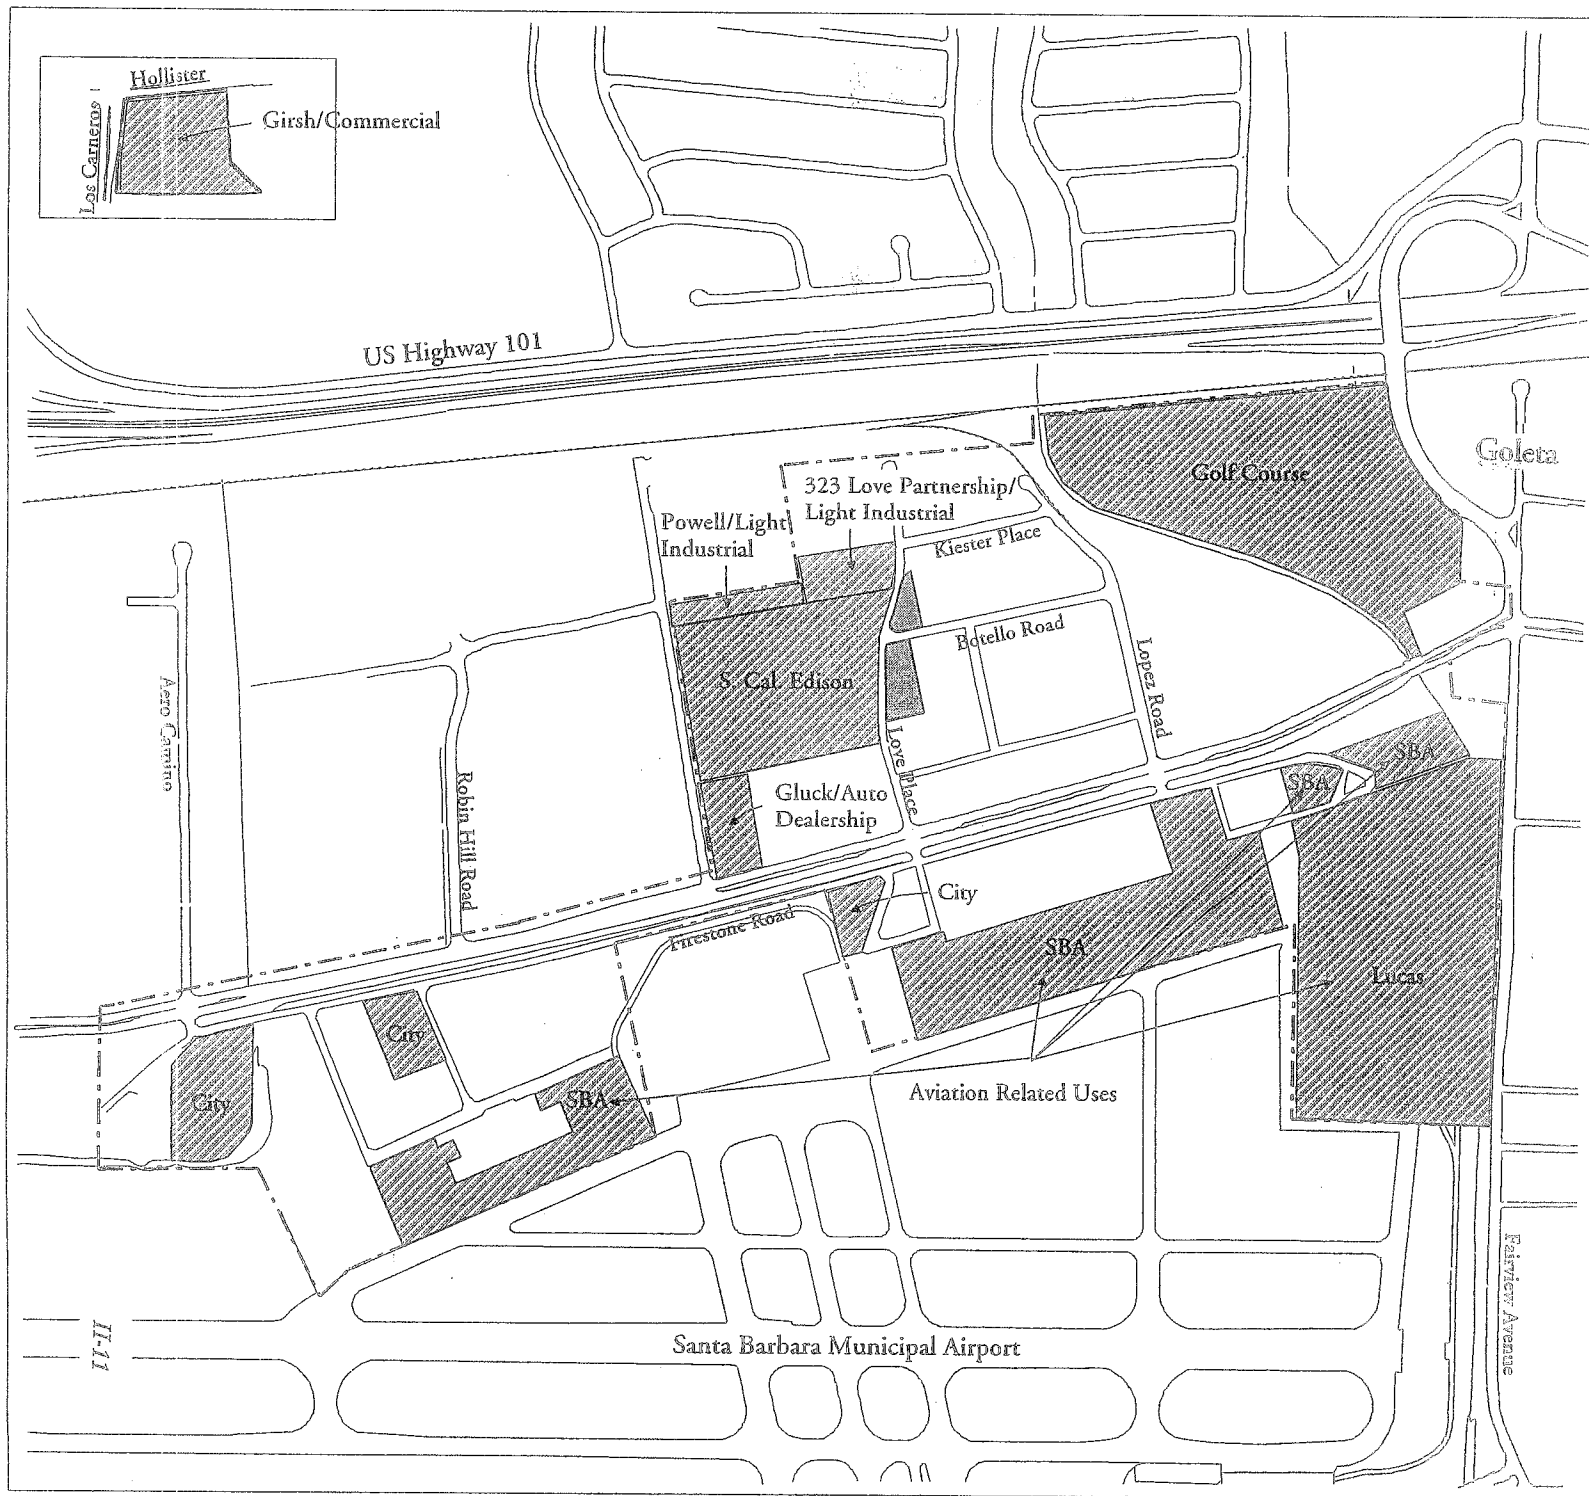 Hollister
Los Carneros
Girsh/Commercial
US Highway 101
Goleta
Golf Course
323 Love Partnership/
Light Industrial
Powell/Light
Industrial
Kiester Place
Botello Road
S. Cal. Edison
Lopez Road
Love Place
Aero Camino
Robin Hill Road
Gluck/Auto
Dealership
SBA
SBA
City
Firestone Road
SBA
Lucas
City
City
SBA
Aviation Related Uses
Fairview Avenue
Santa Barbara Municipal Airport
II-11